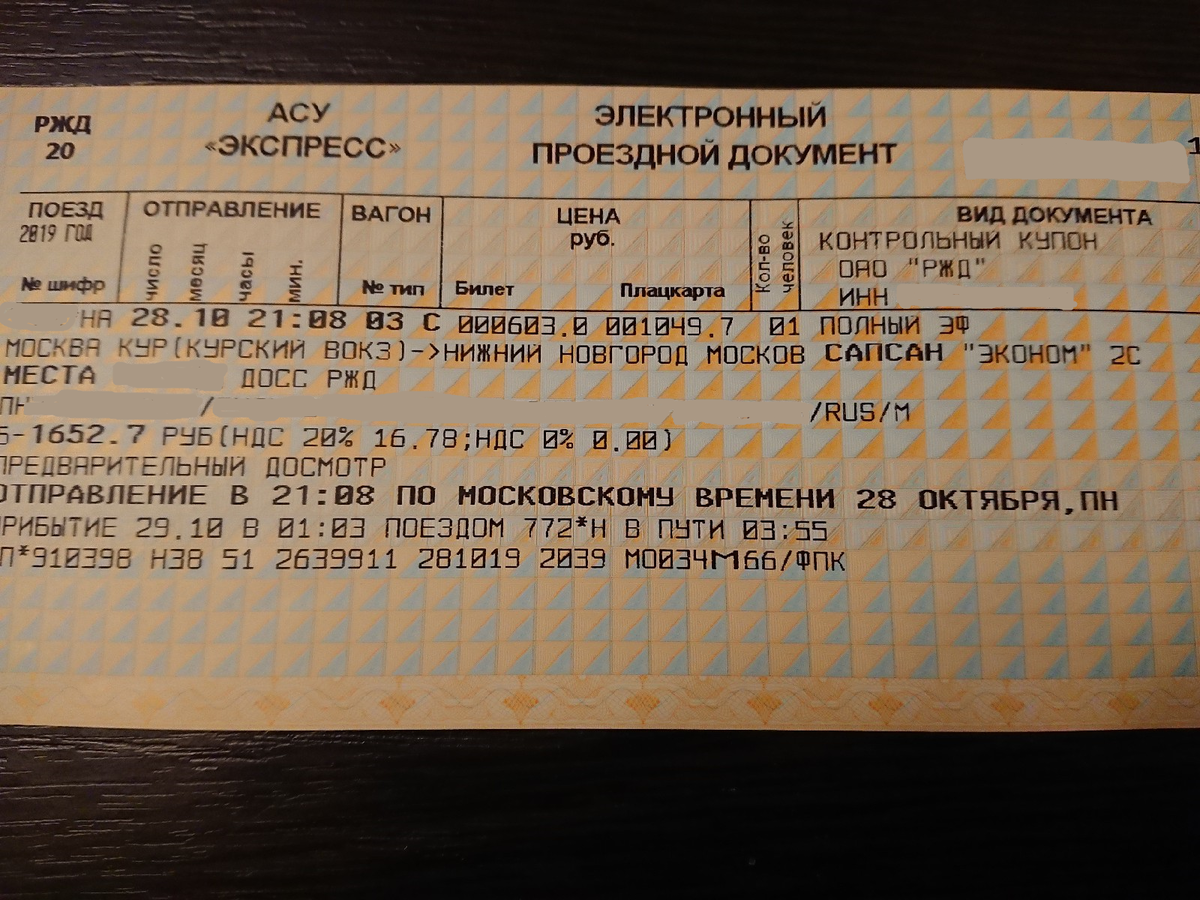 РЖД
20
АСУ
«ЭКСПРЕСС»
ЭЛЕКТРОННЫЙ
ПРОЕЗДНОЙ ДОКУМЕНТ
1
ПОЕЗД
2019 ГОД
№ шифр
ОТПРАВЛЕНИЕ
число
месяц
часы
мин.
ВАГОН
№ тип
ЦЕНА
руб.
Билет Плацкарта
Кол-во
человек
ВИД ДОКУМЕНТА
КОНТРОЛЬНЫЙ КУПОН
ОАО "РЖД"
ИНН
НА 28.10 21:08 03 С 000603.0 001049.7 01 ПОЛНЫЙ ЭФ
МОСКВА КУР(КУРСКИЙ ВОКЗ)->НИЖНИЙ НОВГОРОД МОСКОВ САПСАН "ЭКОНОМ" 2С
МЕСТА ДОСС РЖД
ПН / /RUS/М
-1652.7 РУБ(НДС 20% 16.78;НДС 0% 0.00)
ПРЕДВАРИТЕЛЬНЫЙ ДОСМОТР
ОТПРАВЛЕНИЕ В 21:08 ПО МОСКОВСКОМУ ВРЕМЕНИ 28 ОКТЯБРЯ,ПН
ПРИБЫТИЕ 29.10 В 01:03 ПОЕЗДОМ 772*Н В ПУТИ 03:55
П*910398 Н38 51 2639911 281019 2039 М0034М66/ФПК